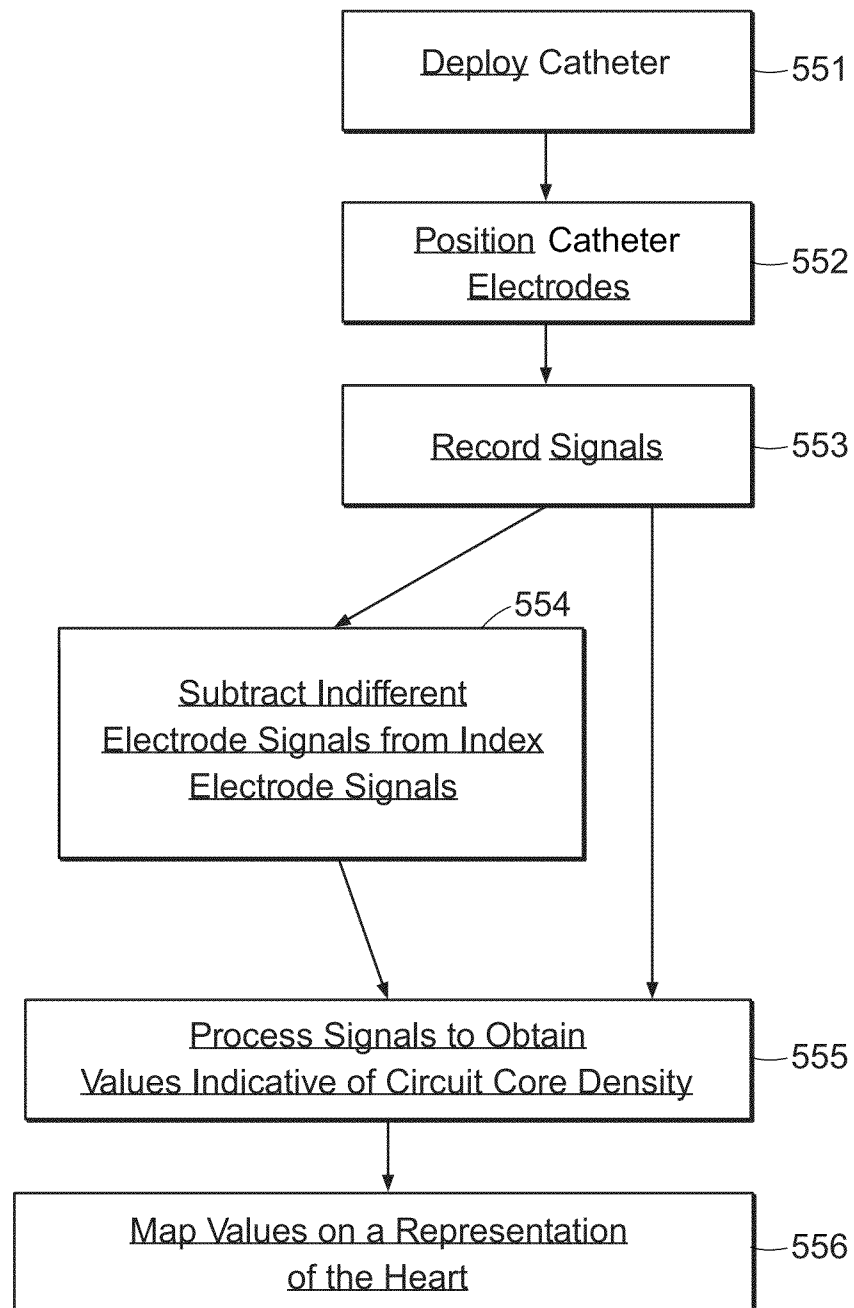 Deploy Catheter
551
Position Catheter
Electrodes
552
Record Signals
553
554
Subtract Indifferent
Electrode Signals from Index
Electrode Signals
Process Signals to Obtain
Values Indicative of Circuit Core Density
555
Map Values on a Representation
of the Heart
556